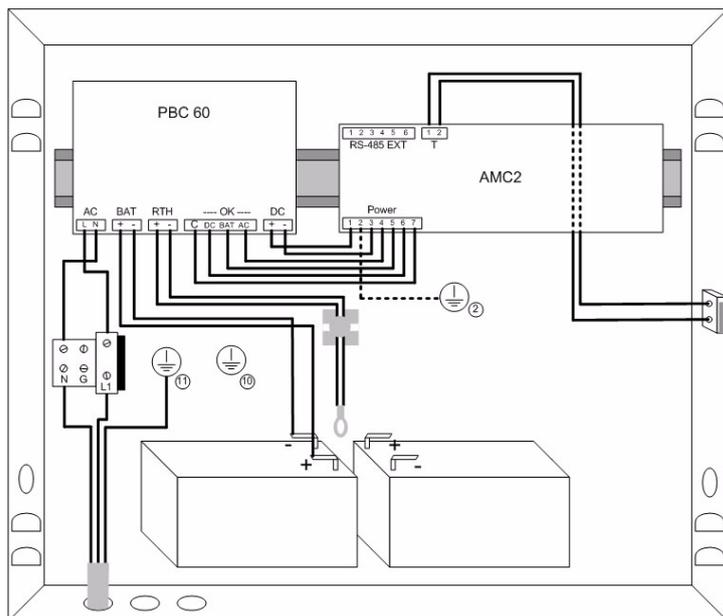 PBC 60
1 2 3 4 5 6 1 2
RS-485 EXT T
AMC2
AC BAT RTH ---- OK ---- DC
L N + - + - C DC BAT AC + -
Power
1 2 3 4 5 6 7
2
N G L1
11
10
- +
+ -